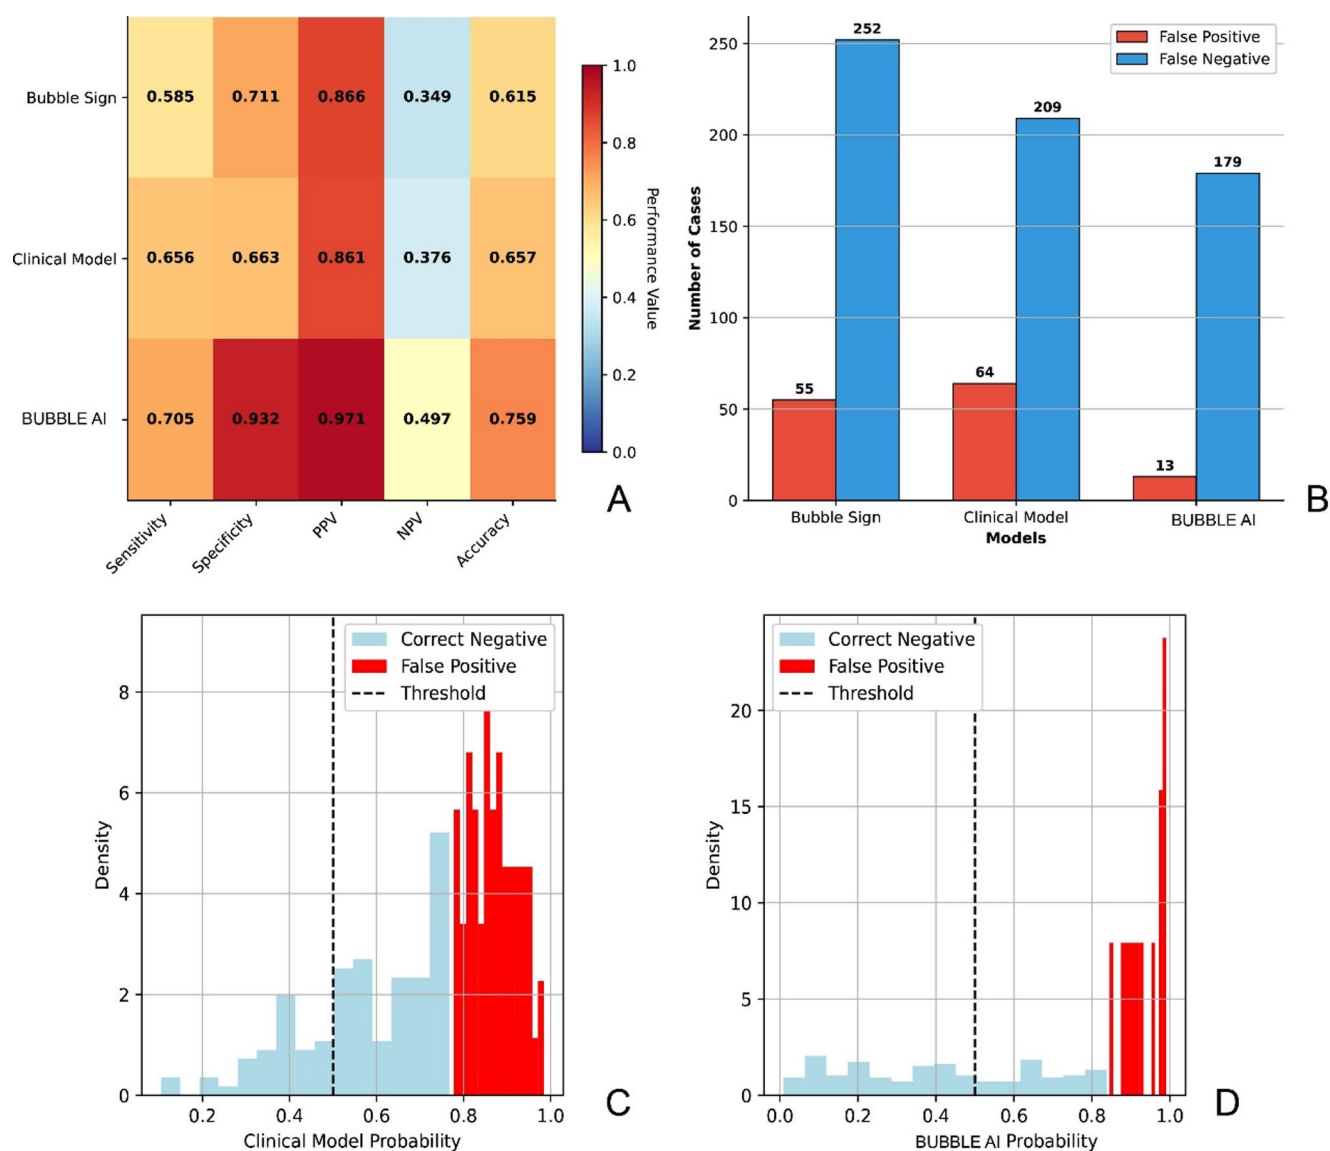 Bubble Sign
0.585 0.711 0.866 0.349 0.615
Clinical Model
0.656 0.663 0.861 0.376 0.657
BUBBLE AI
0.705 0.932 0.971 0.497 0.759
Sensitivity
Specificity
PPV
NPV
Accuracy
1.0
0.8
0.6
0.4
0.2
0.0
Performance Value
A
False Positive
False Negative
Number of Cases
250
200
150
100
50
0
55
252
64
209
13
179
Bubble Sign
Clinical Model
BUBBLE AI
Models
B
Correct Negative
False Positive
Threshold
Density
8
6
4
2
0
0.2 0.4 0.6 0.8 1.0
Clinical Model Probability
C
Correct Negative
False Positive
Threshold
Density
20
15
10
5
0
0.0 0.2 0.4 0.6 0.8 1.0
BUBBLE AI Probability
D